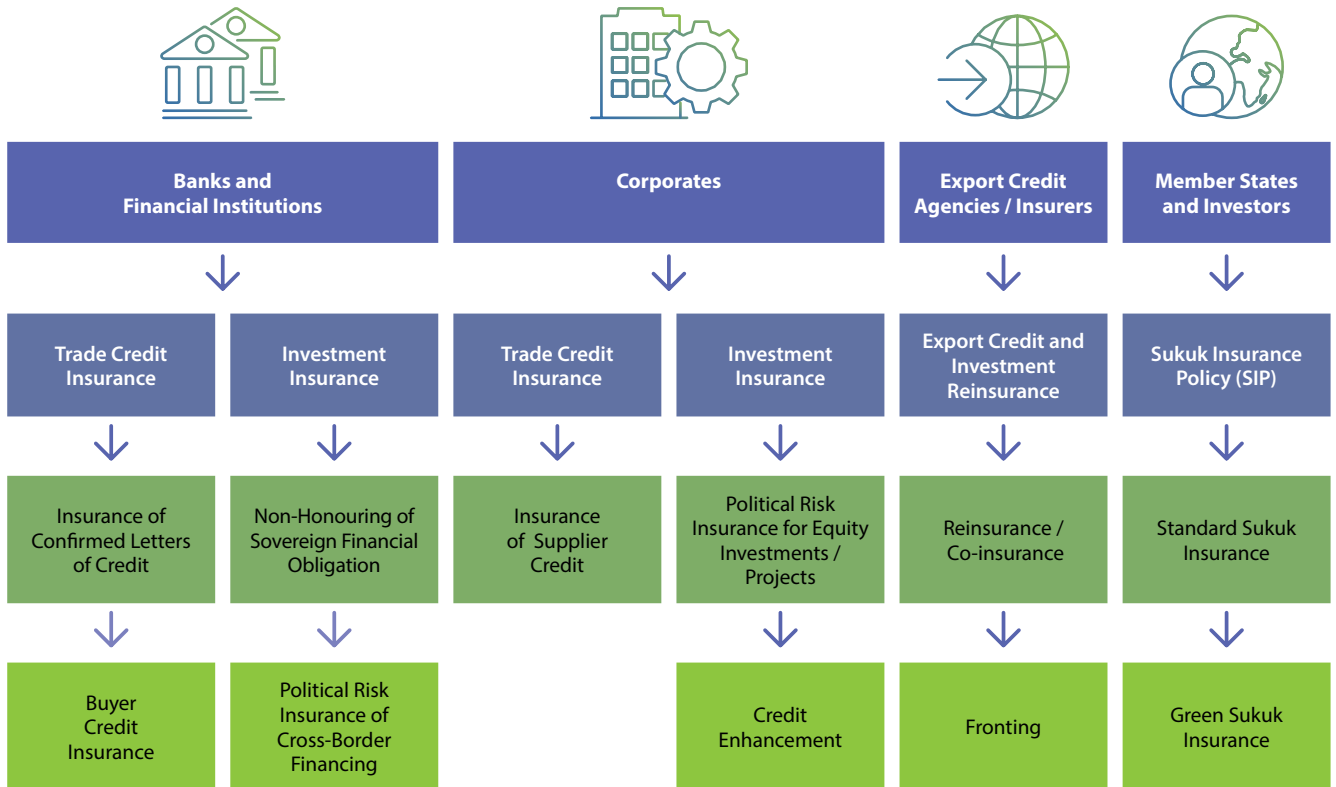 Banks and
Financial Institutions
Corporates
Export Credit
Agencies / Insurers
Member States
and Investors
Trade Credit
Insurance
Investment
Insurance
Trade Credit
Insurance
Investment
Insurance
Export Credit and
Investment
Reinsurance
Sukuk Insurance
Policy (SIP)
Insurance of
Confirmed Letters
of Credit
Non-Honouring of
Sovereign Financial
Obligation
Insurance
of Supplier
Credit
Political Risk
Insurance for Equity
Investments /
Projects
Reinsurance /
Co-insurance
Standard Sukuk
Insurance
Buyer
Credit
Insurance
Political Risk
Insurance of
Cross-Border
Financing
Credit
Enhancement
Fronting
Green Sukuk
Insurance